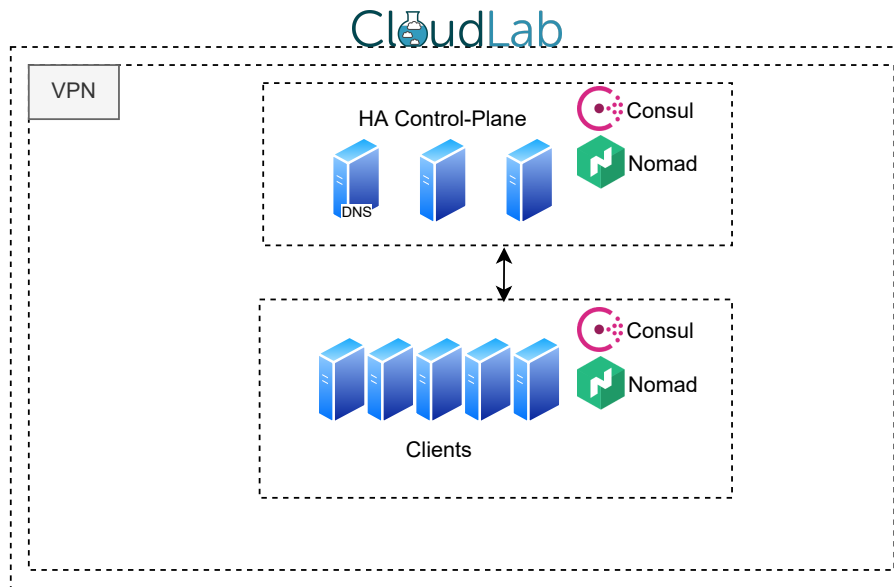 CloudLab
VPN
HA Control-Plane
Consul
Nomad
DNS
Consul
Nomad
Clients